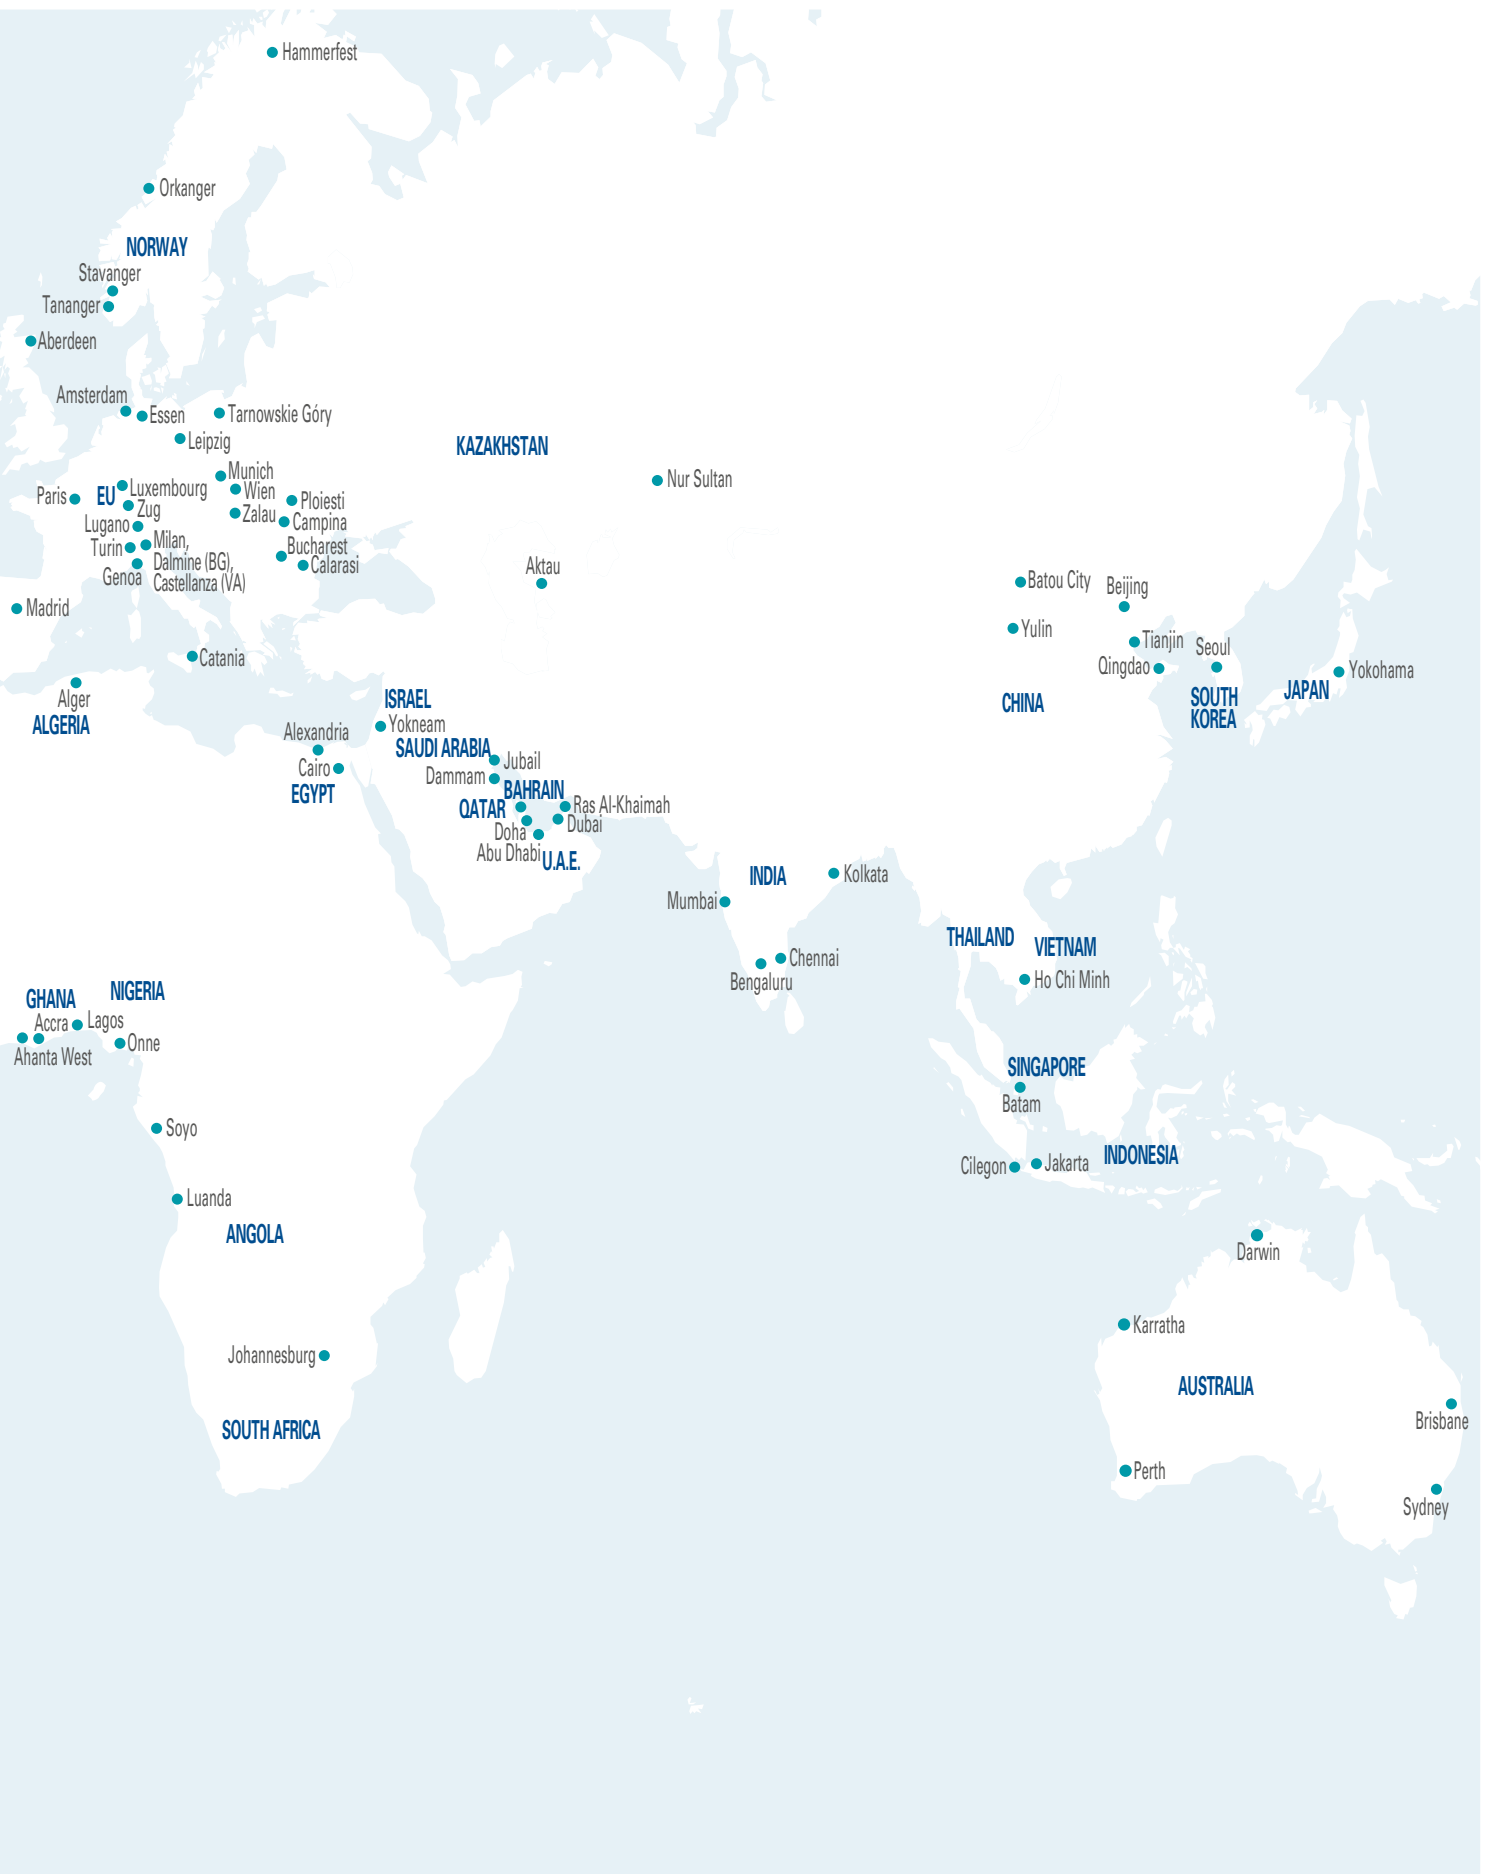 Hammerfest
Orkanger
NORWAY
Stavanger
Tananger
Aberdeen
Amsterdam
Essen
Tarnowskie Góry
Leipzig
KAZAKHSTAN
Munich
Nur Sultan
Luxembourg
Wien
Paris
EU
Ploiesti
Zug
Zalau
Campina
Lugano
Milan,
Turin
Bucharest
Dalmine (BG),
Calarasi
Genoa
Castellanza (VA)
Aktau
Batou City
Beijing
Madrid
Yulin
Tianjin
Seoul
Catania
Qingdao
Yokohama
Alger
ISRAEL
CHINA
SOUTH
KOREA
JAPAN
ALGERIA
Yokneam
Alexandria
SAUDI ARABIA
Jubail
Cairo
Dammam
EGYPT
BAHRAIN
QATAR
Ras Al-Khaimah
Doha
Dubai
Abu Dhabi
U.A.E.
INDIA
Kolkata
Mumbai
THAILAND
VIETNAM
Chennai
Bengaluru
Ho Chi Minh
NIGERIA
GHANA
Accra
Lagos
Onne
Ahanta West
SINGAPORE
Batam
Soyo
INDONESIA
Cilegon
Jakarta
Luanda
ANGOLA
Darwin
Karratha
Johannesburg
AUSTRALIA
SOUTH AFRICA
Brisbane
Perth
Sydney